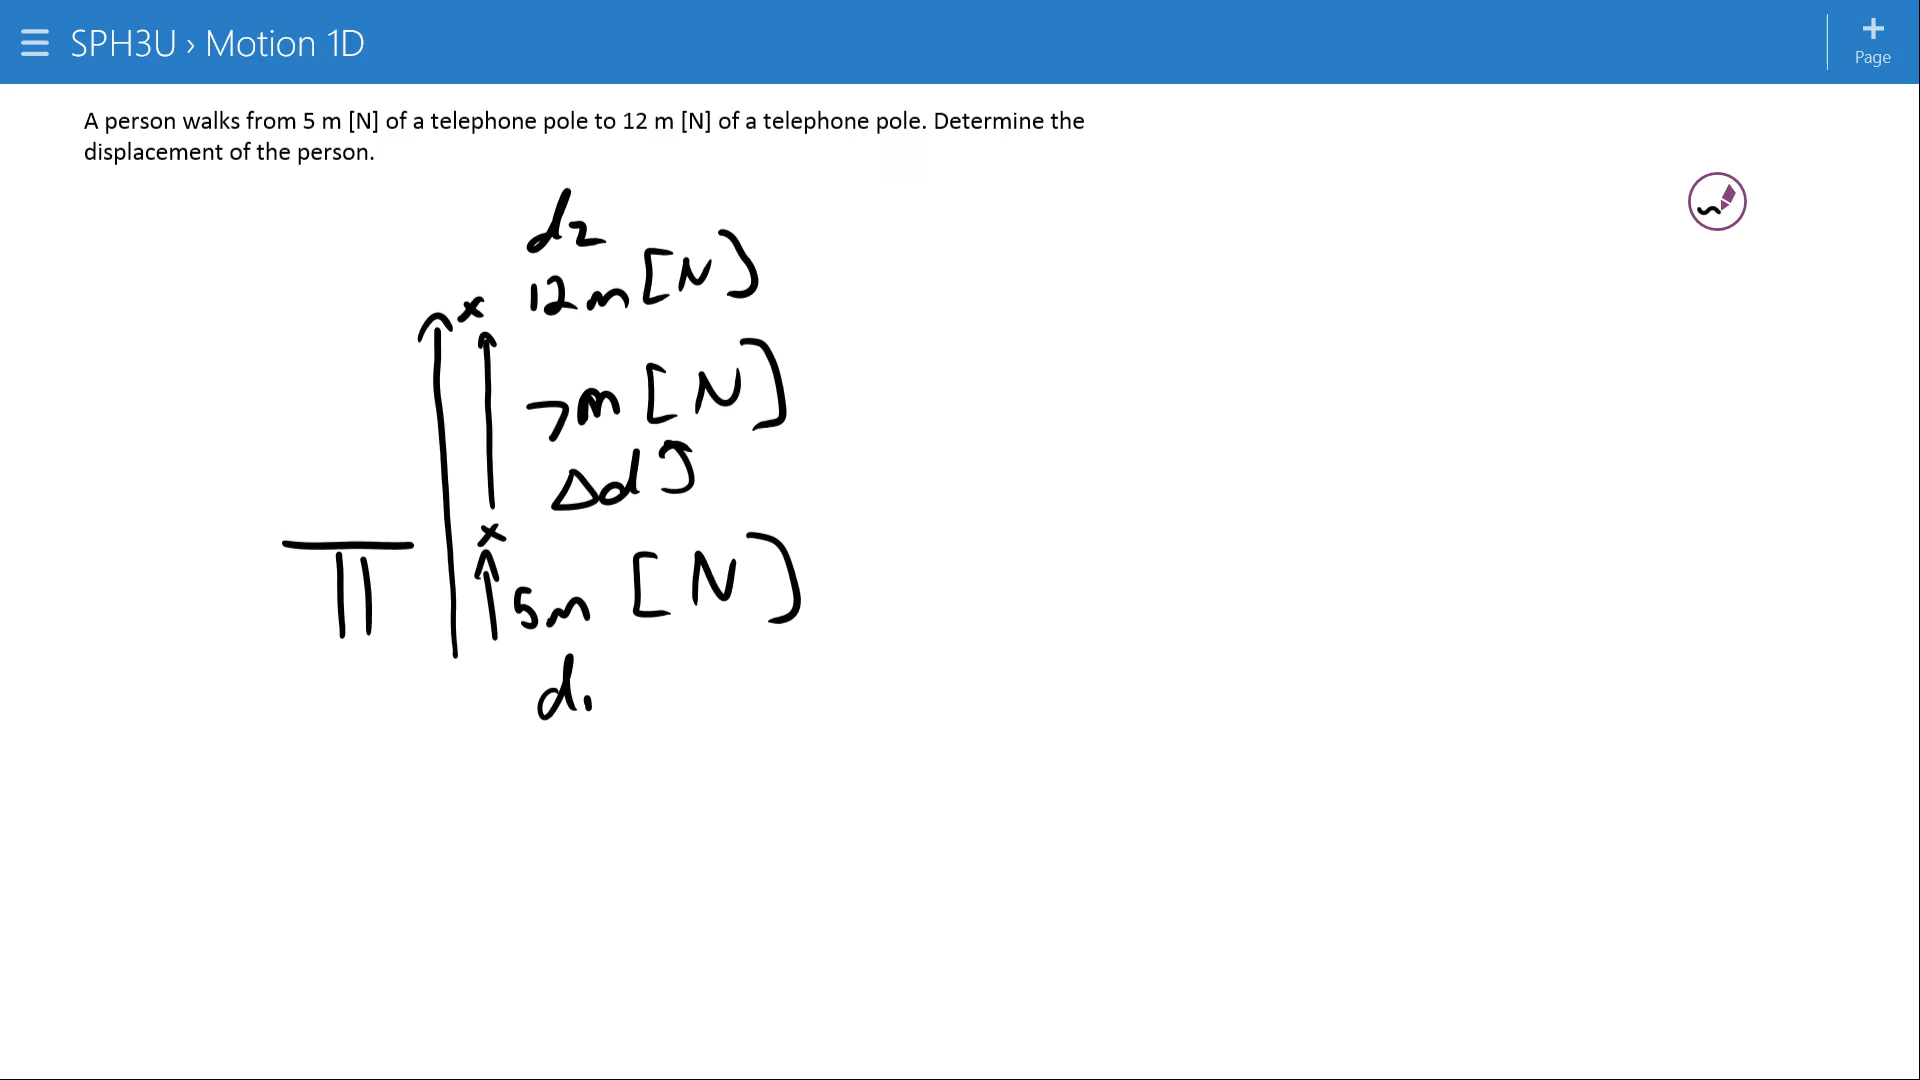 SPH3U › Motion 1D
Page
A person walks from 5 m [N] of a telephone pole to 12 m [N] of a telephone pole. Determine the
displacement of the person.
d2
12m [N]
7m [N]
Δd
5m [N]
d1